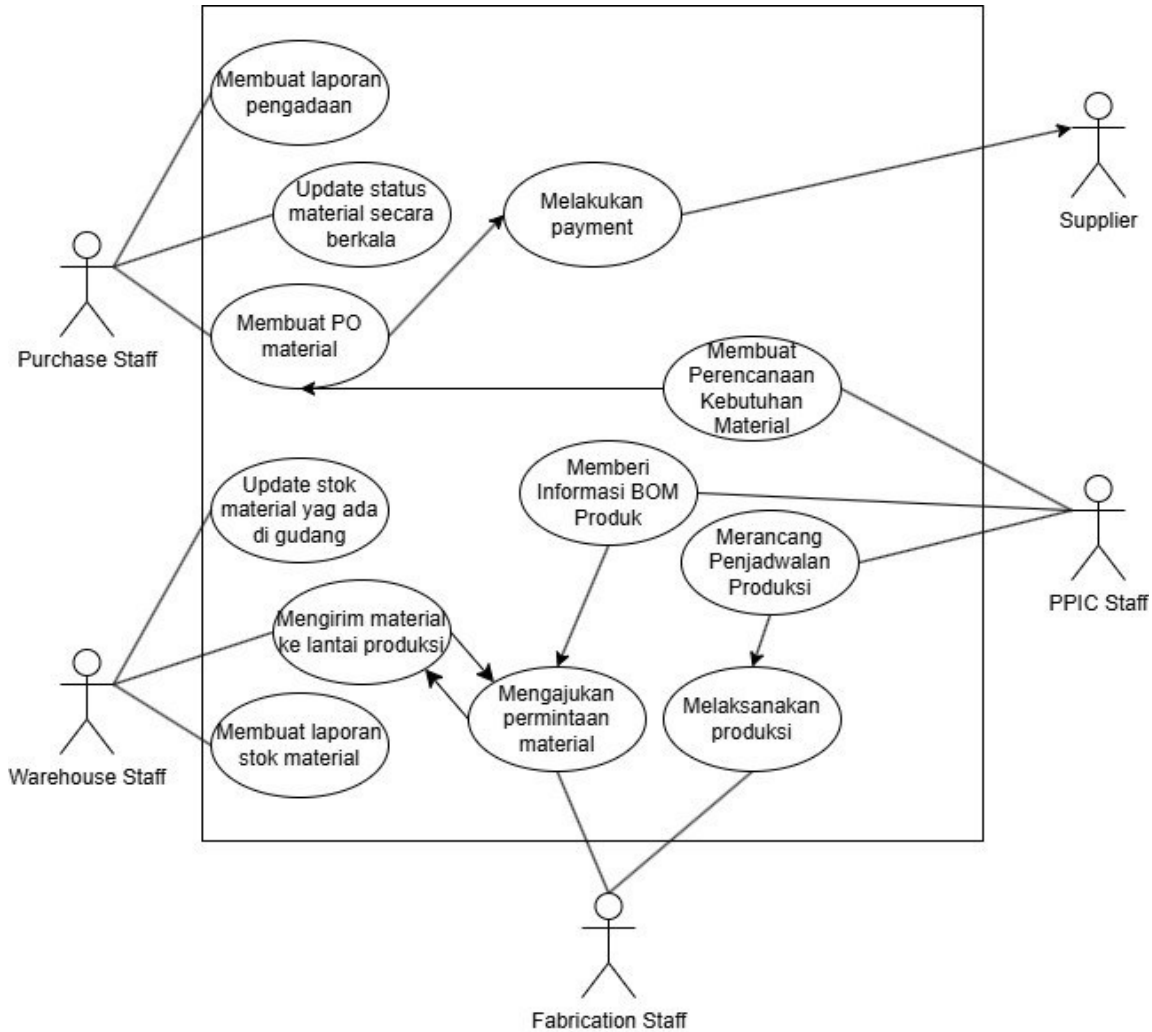 Membuat laporan
pengadaan
Update status
material secara
berkala
Melakukan
payment
Supplier
Purchase Staff
Membuat PO
material
Membuat
Perencanaan
Kebutuhan
Material
Update stok
material yag ada
di gudang
Memberi
Informasi BOM
Produk
Merancang
Penjadwalan
Produksi
PPIC Staff
Mengirim material
ke lantai produksi
Mengajukan
permintaan
material
Melaksanakan
produksi
Membuat laporan
stok material
Warehouse Staff
Fabrication Staff